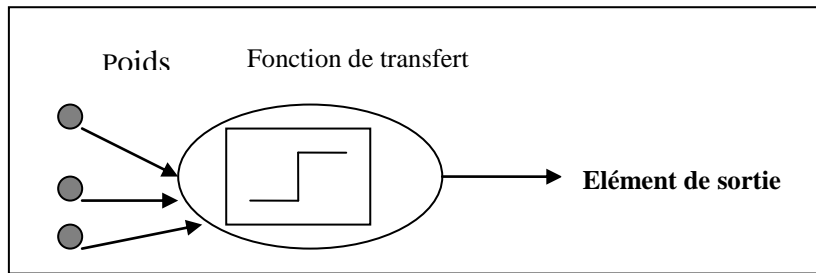 Poids
Fonction de transfert
Elément de sortie